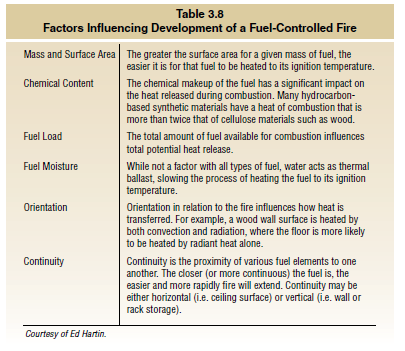 Table 3.8
Factors Influencing Development of a Fuel-Controlled Fire
Mass and Surface Area The greater the surface area for a given mass of fuel, the
easier it is for that fuel to be heated to its ignition temperature.
Chemical Content The chemical makeup of the fuel has a significant impact on
the heat released during combustion. Many hydrocarbon-
based synthetic materials have a heat of combustion that is
more than twice that of cellulose materials such as wood.
Fuel Load The total amount of fuel available for combustion influences
total potential heat release.
Fuel Moisture While not a factor with all types of fuel, water acts as thermal
ballast, slowing the process of heating the fuel to its ignition
temperature.
Orientation Orientation in relation to the fire influences how heat is
transferred. For example, a wood wall surface is heated by
both convection and radiation, where the floor is more likely
to be heated by radiant heat alone.
Continuity Continuity is the proximity of various fuel elements to one
another. The closer (or more continuous) the fuel is, the
easier and more rapidly fire will extend. Continuity may be
either horizontal (i.e. ceiling surface) or vertical (i.e. wall or
rack storage).
Courtesy of Ed Hartin.